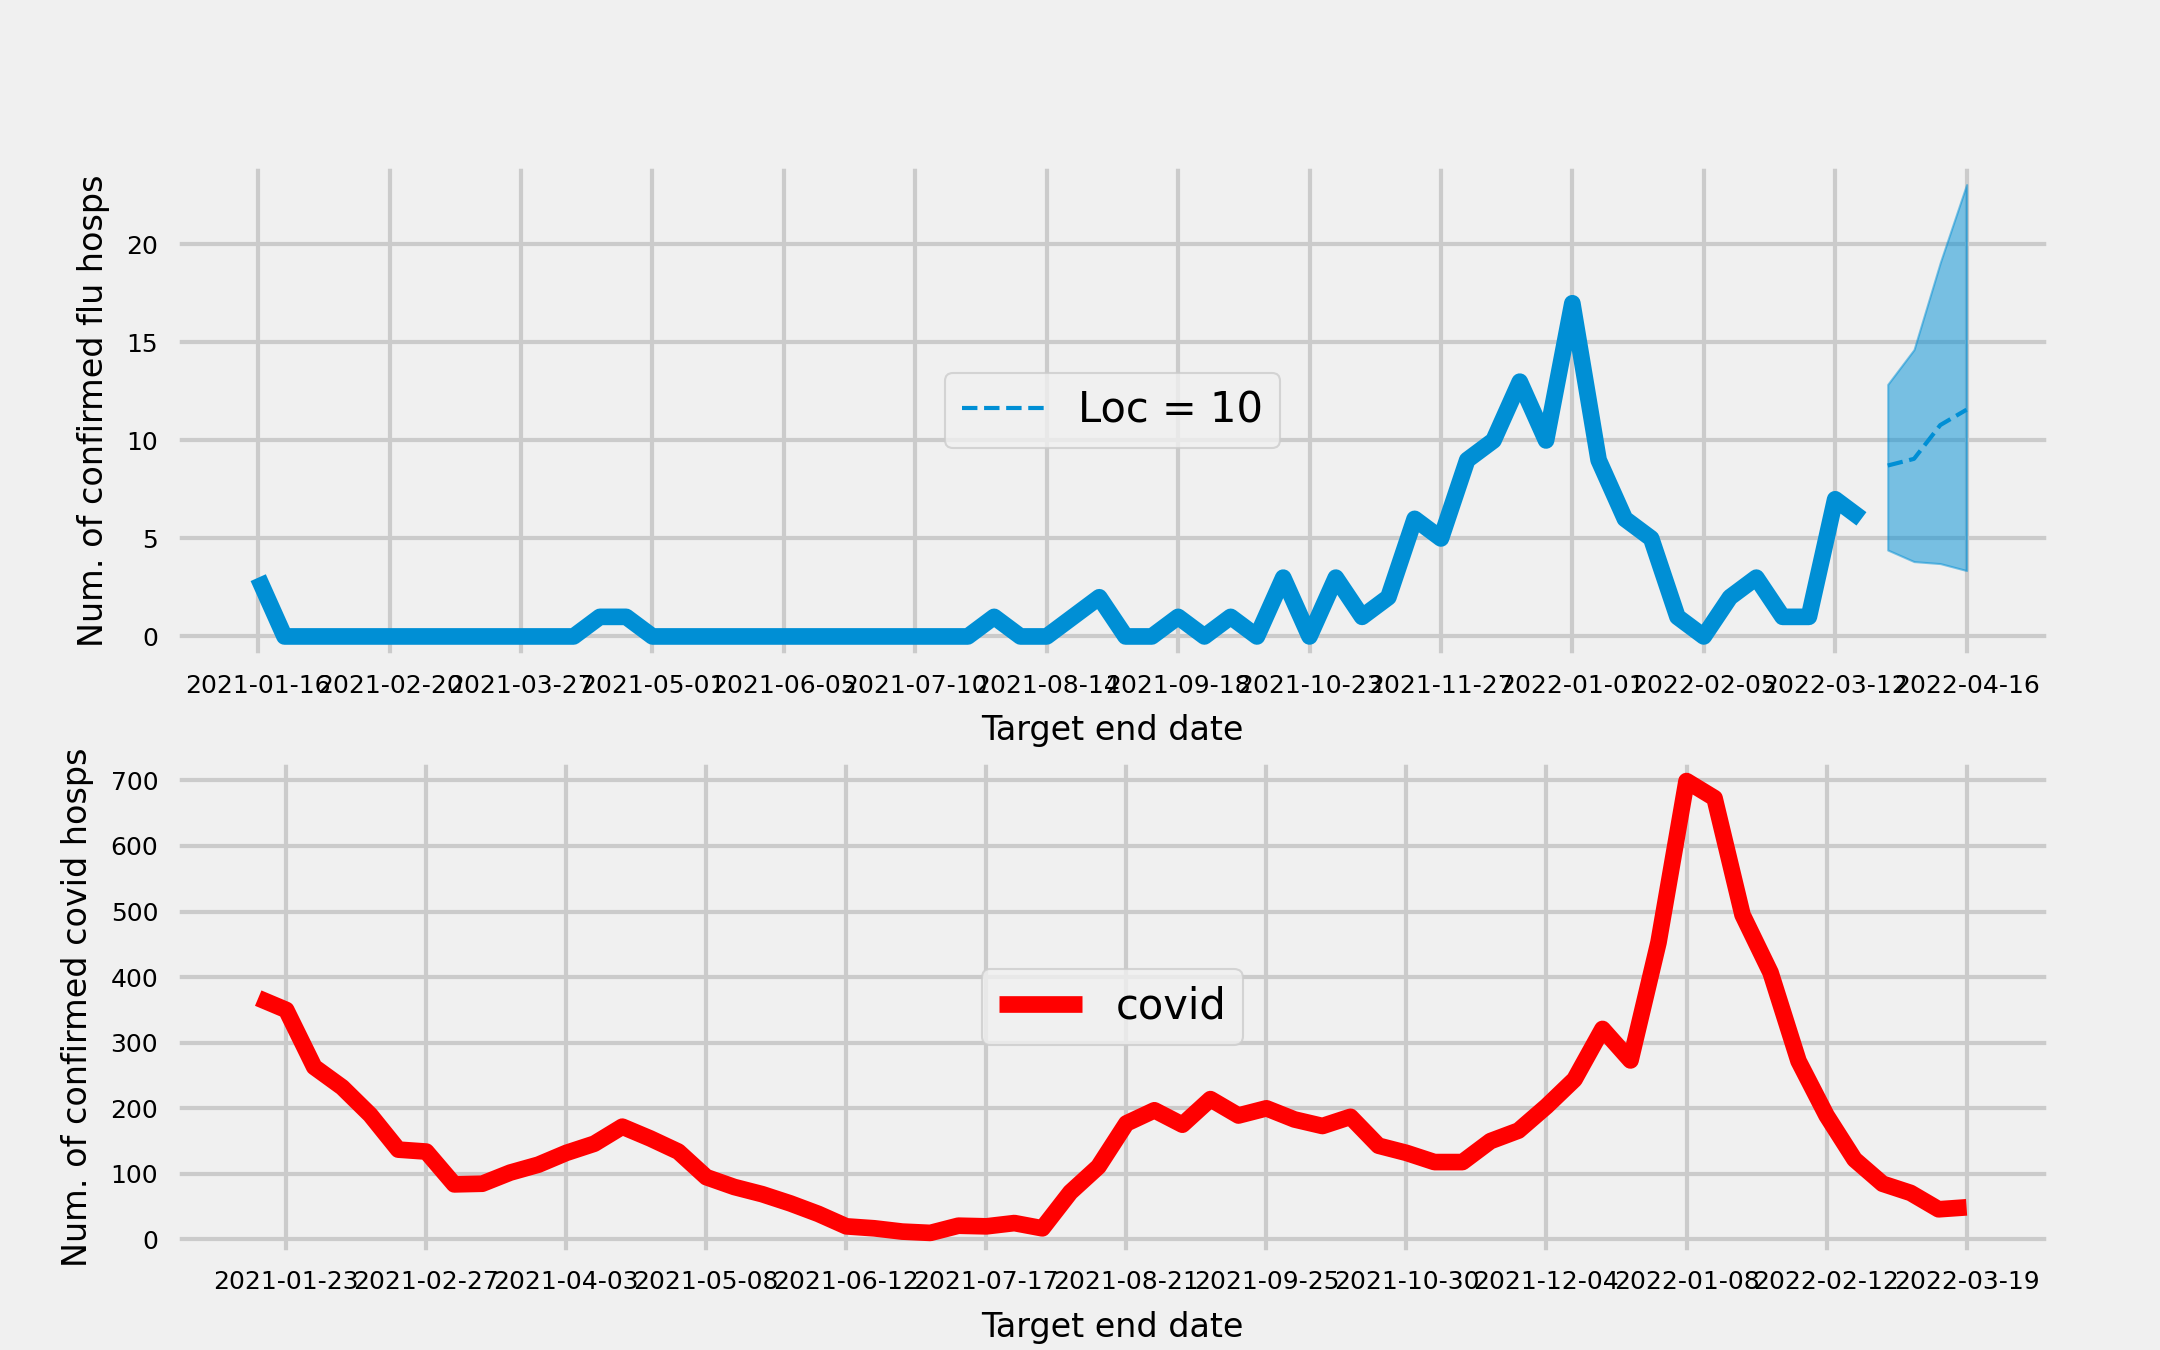 Num. of confirmed flu hosps
20
15
10
5
0
Loc = 10
2021-01-16 2021-02-20 2021-03-27 2021-05-01 2021-06-05 2021-07-10 2021-08-14 2021-09-18 2021-10-23 2021-11-27 2022-01-01 2022-02-05 2022-03-12 2022-04-16
Target end date
Num. of confirmed covid hosps
700
600
500
400
300
200
100
0
covid
2021-01-23 2021-02-27 2021-04-03 2021-05-08 2021-06-12 2021-07-17 2021-08-21 2021-09-25 2021-10-30 2021-12-04 2022-01-08 2022-02-12 2022-03-19
Target end date